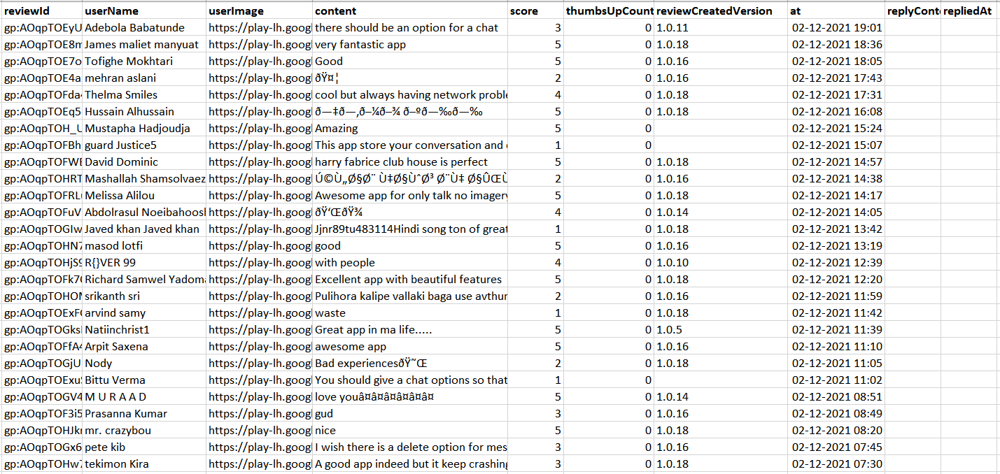 reviewId userName userImage content score thumbsUpCount reviewCreatedVersion at replyConte repliedAt
gp:AOqpTOEyU Adebola Babatunde https://play-lh.googl there should be an option for a chat 3 0 1.0.11 02-12-2021 19:01
gp:AOqpTOE8m James maliet manyuat https://play-lh.googl very fantastic app 5 0 1.0.18 02-12-2021 18:36
gp:AOqpTOE7o Tofighe Mokhtari https://play-lh.googl Good 5 0 1.0.16 02-12-2021 18:05
gp:AOqpTOE4a mehran aslani https://play-lh.googl ðŸ¤¦ 2 0 1.0.16 02-12-2021 17:43
gp:AOqpTOFda4 Thelma Smiles https://play-lh.googl cool but always having network proble 4 0 1.0.18 02-12-2021 17:31
gp:AOqpTOEq5 Hussain Alhussain https://play-lh.googl ð—‡ð—‚ð–¼ð–¾ ð–ºð—‰ð—‰ 5 0 1.0.18 02-12-2021 16:08
gp:AOqpTOH_U Mustapha Hadjoudja https://play-lh.googl Amazing 5 0 02-12-2021 15:24
gp:AOqpTOFBh guard Justice5 https://play-lh.googl This app store your conversation and 1 0 02-12-2021 15:07
gp:AOqpTOFWE David Dominic https://play-lh.googl harry fabrice club house is perfect 5 0 1.0.18 02-12-2021 14:57
gp:AOqpTOHRT Mashallah Shamsolvaez https://play-lh.googl Ú©Ù„Ø§Ø¨ Ù‡Ø§ÙˆØ³ Ø¨Ù‡ Ø§ÛŒÙ 2 0 1.0.16 02-12-2021 14:38
gp:AOqpTOFRL Melissa Alilou https://play-lh.googl Awesome app for only talk no imagery 5 0 1.0.18 02-12-2021 14:17
gp:AOqpTOFuV Abdolrasul Noeibahoosh https://play-lh.googl ðŸ‘ŒðŸ¾ 4 0 1.0.14 02-12-2021 14:05
gp:AOqpTOGIw Javed khan Javed khan https://play-lh.googl Jjnr89tu483114Hindi song ton of great 1 0 1.0.18 02-12-2021 13:42
gp:AOqpTOHN7 masod lotfi https://play-lh.googl good 5 0 1.0.16 02-12-2021 13:19
gp:AOqpTOHjS9 R{}VER 99 https://play-lh.googl with people 4 0 1.0.10 02-12-2021 12:39
gp:AOqpTOFk7 Richard Samwel Yadoma https://play-lh.googl Excellent app with beautiful features 5 0 1.0.18 02-12-2021 12:20
gp:AOqpTOHOM srikanth sri https://play-lh.googl Pulihora kalipe vallaki baga use avthun 2 0 1.0.16 02-12-2021 11:59
gp:AOqpTOExF arvind samy https://play-lh.googl waste 1 0 1.0.18 02-12-2021 11:42
gp:AOqpTOGksl Natiinchrist1 https://play-lh.googl Great app in ma life..... 5 0 1.0.5 02-12-2021 11:39
gp:AOqpTOFfA4 Arpit Saxena https://play-lh.googl awesome app 5 0 1.0.16 02-12-2021 11:10
gp:AOqpTOGjU Nody https://play-lh.googl Bad experiencesðŸ˜Œ 2 0 1.0.18 02-12-2021 11:05
gp:AOqpTOExu Bittu Verma https://play-lh.googl You should give a chat options so that 1 0 02-12-2021 11:02
gp:AOqpTOGV4 M U R A A D https://play-lh.googl love youâ¤â¤â¤â¤â¤â¤ 5 0 1.0.14 02-12-2021 08:51
gp:AOqpTOF3i5 Prasanna Kumar https://play-lh.googl gud 3 0 1.0.16 02-12-2021 08:49
gp:AOqpTOHJk mr. crazybou https://play-lh.googl nice 5 0 1.0.18 02-12-2021 08:20
gp:AOqpTOGx6 pete kib https://play-lh.googl I wish there is a delete option for mes 3 0 1.0.16 02-12-2021 07:45
gp:AOqpTOHw7 tekimon Kira https://play-lh.googl A good app indeed but it keep crashing 3 0 1.0.18 02-12-2021 07:30